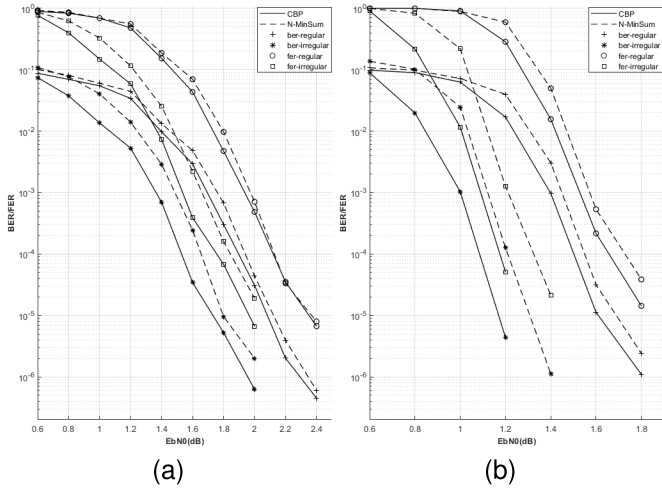 CBP
N-MinSum
ber-regular
ber-irregular
fer-regular
fer-irregular
BER/FER
10^0
10^-1
10^-2
10^-3
10^-4
10^-5
10^-6
0.6 0.8 1 1.2 1.4 1.6 1.8 2 2.2 2.4
EbN0(dB)
(a)
CBP
N-MinSum
ber-regular
ber-irregular
fer-regular
fer-irregular
BER/FER
10^0
10^-1
10^-2
10^-3
10^-4
10^-5
10^-6
0.6 0.8 1 1.2 1.4 1.6 1.8
EbN0(dB)
(b)